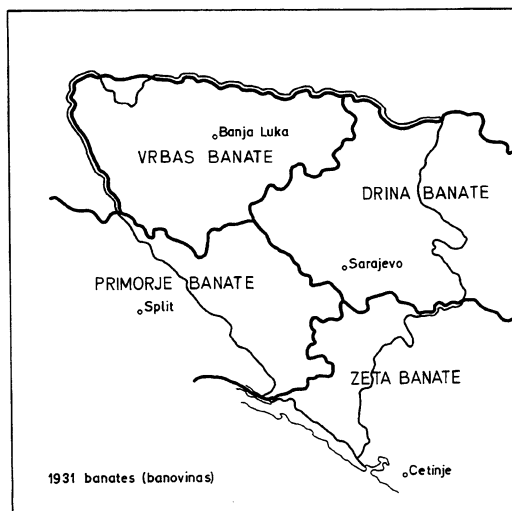 Banja Luka
VRBAS BANATE
DRINA BANATE
Sarajevo
PRIMORJE BANATE
Split
ZETA BANATE
Cetinje
1931 banates (banovinas)